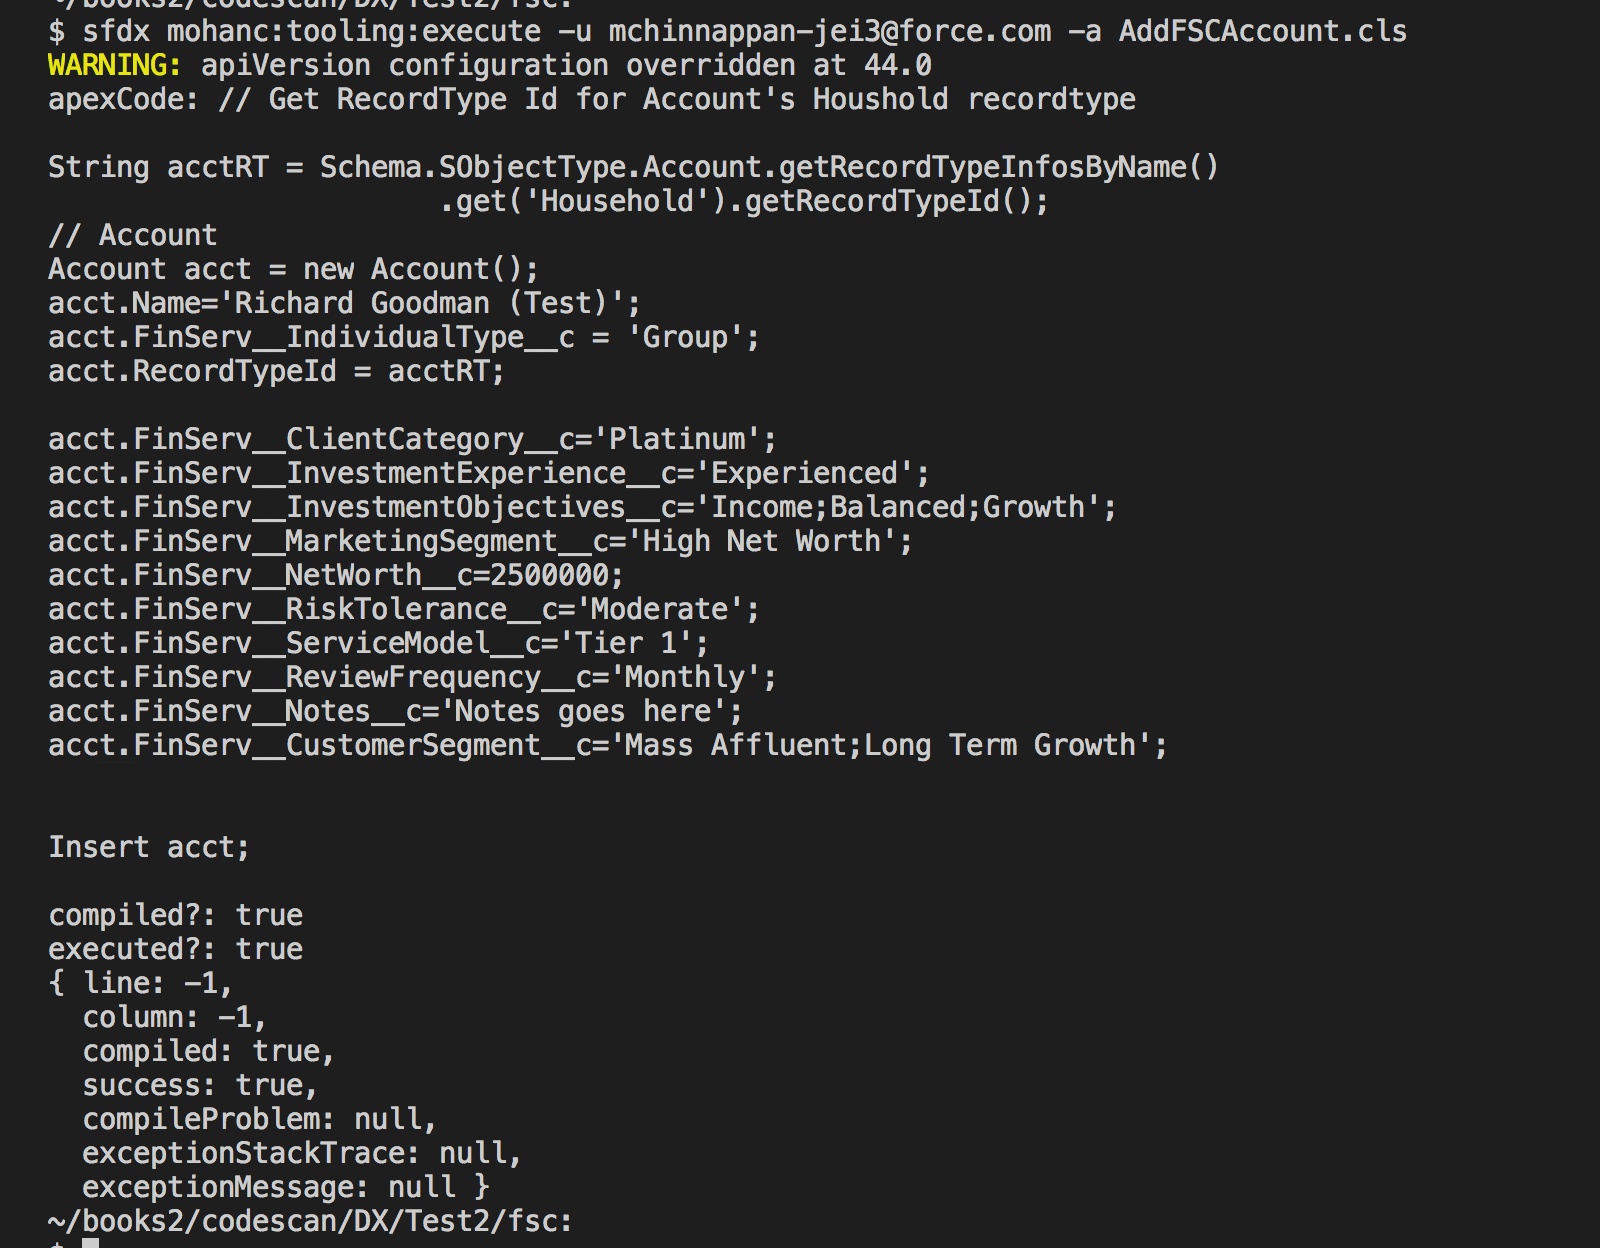 ~/books2/codescan/DX/Test2/fsc:
$ sfdx mohanc:tooling:execute -u mchinnappan-jei3@force.com -a AddFSCAccount.cls
WARNING: apiVersion configuration overridden at 44.0
apexCode: // Get RecordType Id for Account's Houshold recordtype
String acctRT = Schema.SObjectType.Account.getRecordTypeInfosByName()
.get('Household').getRecordTypeId();
// Account
Account acct = new Account();
acct.Name='Richard Goodman (Test)';
acct.FinServ__IndividualType__c = 'Group';
acct.RecordTypeId = acctRT;
acct.FinServ__ClientCategory__c='Platinum';
acct.FinServ__InvestmentExperience__c='Experienced';
acct.FinServ__InvestmentObjectives__c='Income;Balanced;Growth';
acct.FinServ__MarketingSegment__c='High Net Worth';
acct.FinServ__NetWorth__c=2500000;
acct.FinServ__RiskTolerance__c='Moderate';
acct.FinServ__ServiceModel__c='Tier 1';
acct.FinServ__ReviewFrequency__c='Monthly';
acct.FinServ__Notes__c='Notes goes here';
acct.FinServ__CustomerSegment__c='Mass Affluent;Long Term Growth';
Insert acct;
compiled?: true
executed?: true
{ line: -1,
column: -1,
compiled: true,
success: true,
compileProblem: null,
exceptionStackTrace: null,
exceptionMessage: null }
~/books2/codescan/DX/Test2/fsc:
$